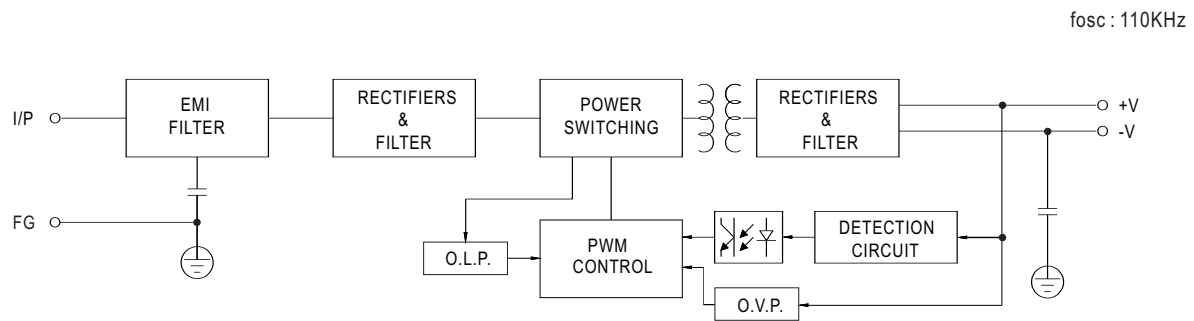 fosc : 110KHz
I/P
EMI
FILTER
RECTIFIERS
&
FILTER
POWER
SWITCHING
RECTIFIERS
&
FILTER
+V
-V
FG
O.L.P.
PWM
CONTROL
DETECTION
CIRCUIT
O.V.P.